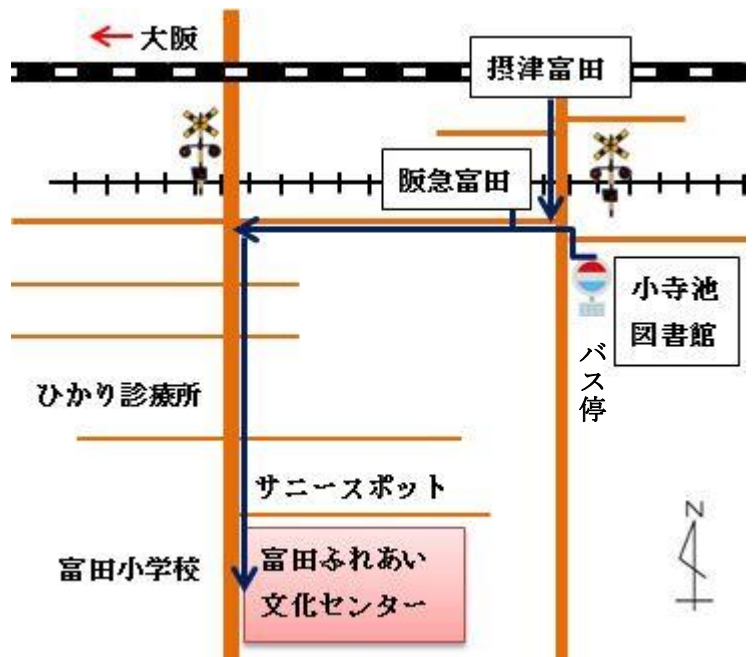 大阪
摂津富田
阪急富田
小寺池
図書館
バス停
ひかり診療所
サニースポット
富田小学校
富田ふれあい
文化センター
N